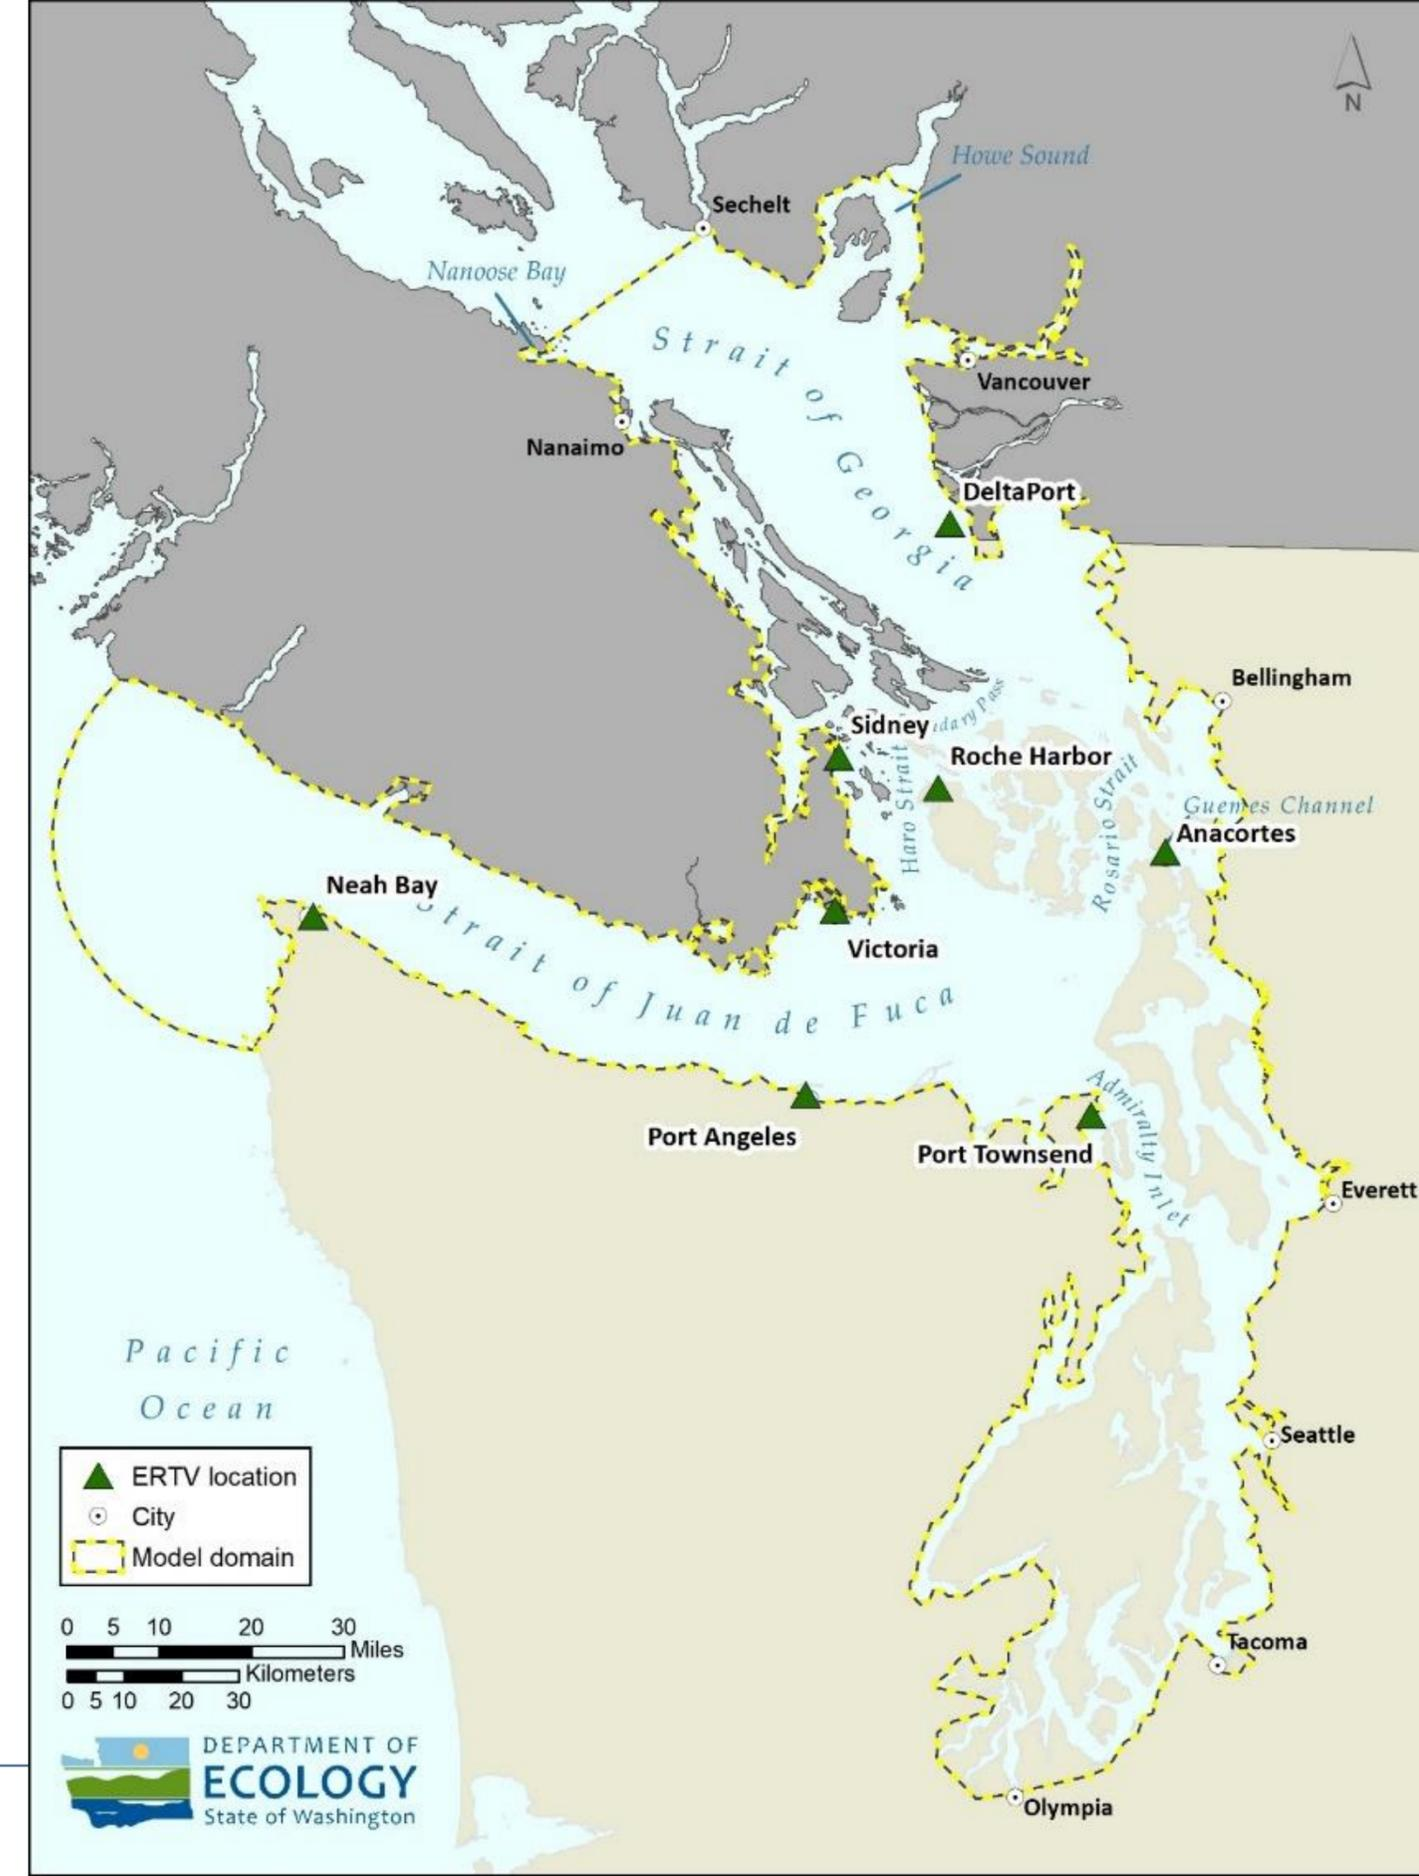 N
Howe Sound
Sechelt
Nanoose Bay
Strait of Georgia
Vancouver
Nanaimo
DeltaPort
Bellingham
Sidney
Pass
Roche Harbor
Haro Strait
Rosario Strait
Guemes Channel
Anacortes
Neah Bay
Strait of Juan de Fuca
Victoria
Admiralty Inlet
Port Angeles
Port Townsend
Everett
Pacific
Ocean
Seattle
ERTV location
City
Model domain
0 5 10 20 30
Miles
Kilometers
0 5 10 20 30
Tacoma
DEPARTMENT OF
ECOLOGY
State of Washington
Olympia